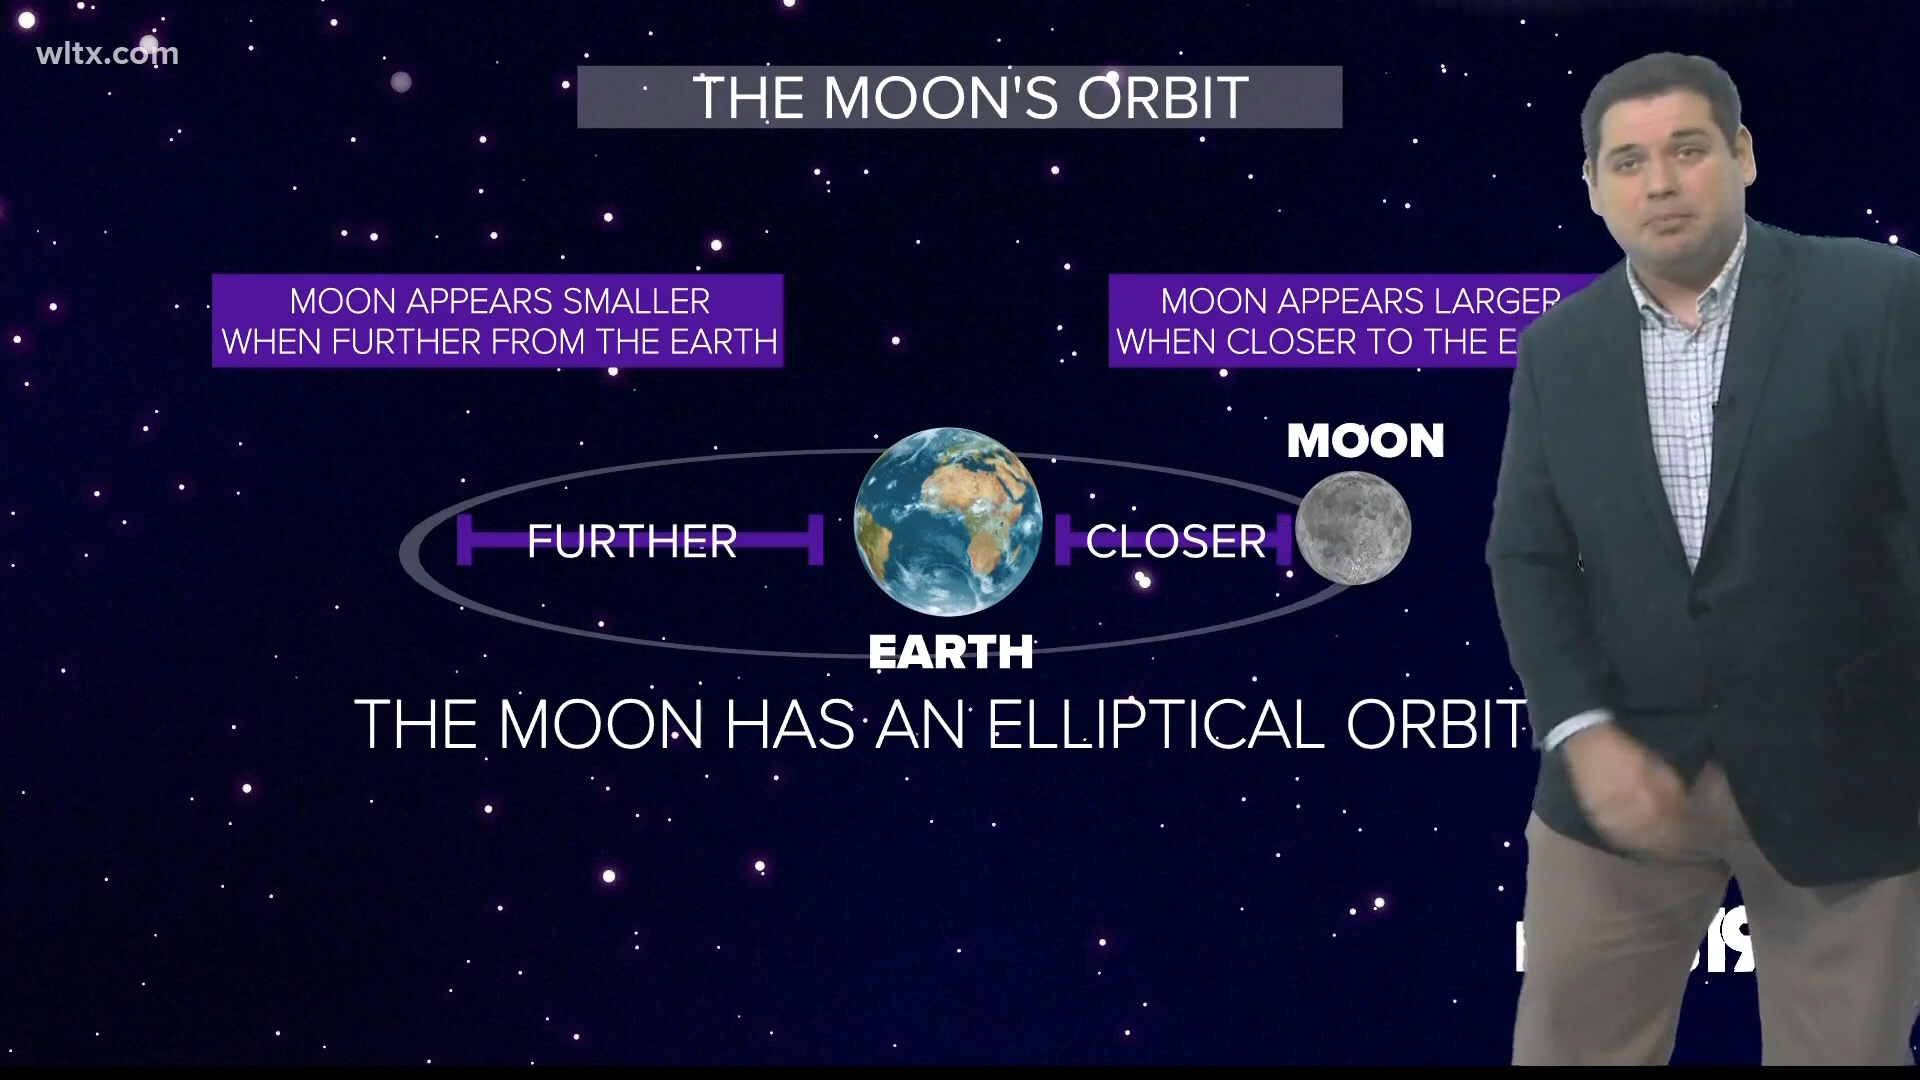 wltx.com
THE MOON'S ORBIT
MOON APPEARS SMALLER
WHEN FURTHER FROM THE EARTH
MOON APPEARS LARGER
WHEN CLOSER TO THE E
MOON
FURTHER
CLOSER
EARTH
THE MOON HAS AN ELLIPTICAL ORBIT
19